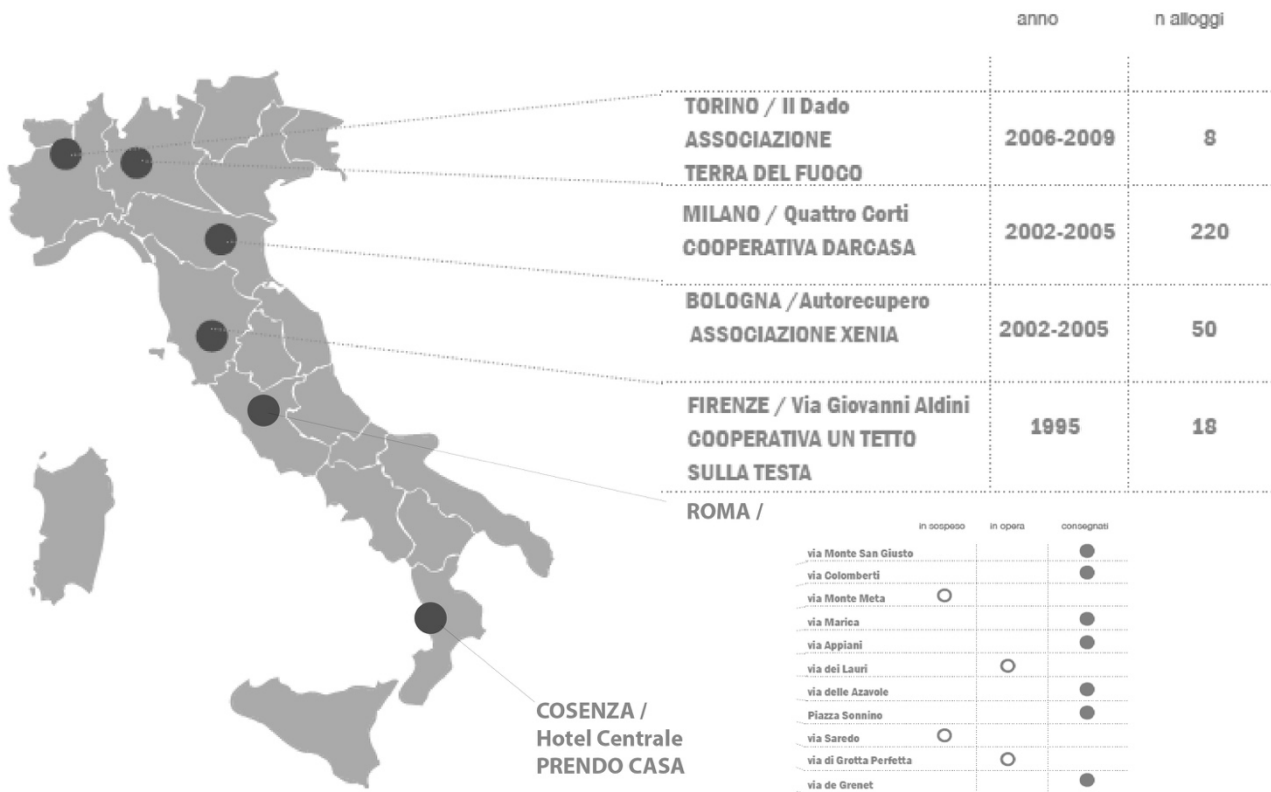 anno n alloggi
TORINO / Il Dado
ASSOCIAZIONE 2006-2009 8
TERRA DEL FUOCO
MILANO / Quattro Corti
COOPERATIVA DARCASA 2002-2005 220
BOLOGNA / Autorecupero
ASSOCIAZIONE XENIA 2002-2005 50
FIRENZE / Via Giovanni Aldini
COOPERATIVA UN TETTO 1995 18
SULLA TESTA
ROMA /
in sospeso in opera consegnati
via Monte San Giusto
via Colomberti
via Monte Meta
via Marica
via Appiani
via dei Lauri
via delle Azavole
Piazza Sonnino
via Saredo
via di Grotta Perfetta
via de Grenet
COSENZA /
Hotel Centrale
PRENDO CASA